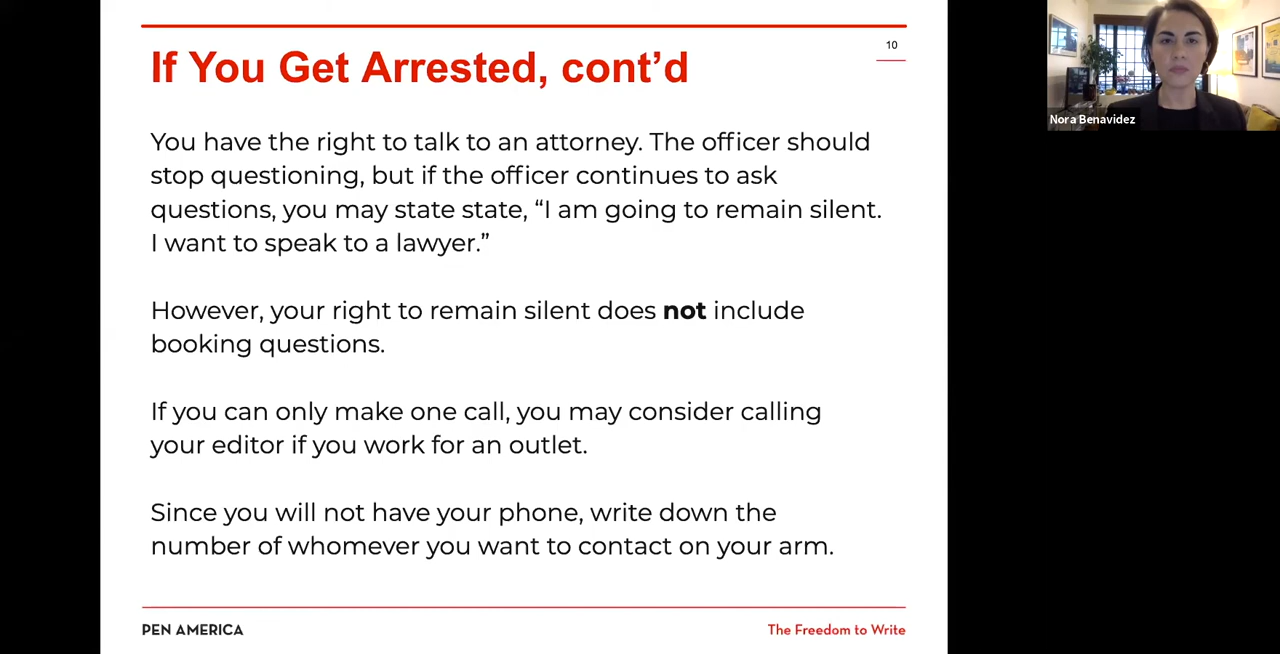 10
If You Get Arrested, cont’d
You have the right to talk to an attorney. The officer should
stop questioning, but if the officer continues to ask
questions, you may state state, “I am going to remain silent.
I want to speak to a lawyer.”
However, your right to remain silent does not include
booking questions.
If you can only make one call, you may consider calling
your editor if you work for an outlet.
Since you will not have your phone, write down the
number of whomever you want to contact on your arm.
PEN AMERICA
The Freedom to Write
Nora Benavidez